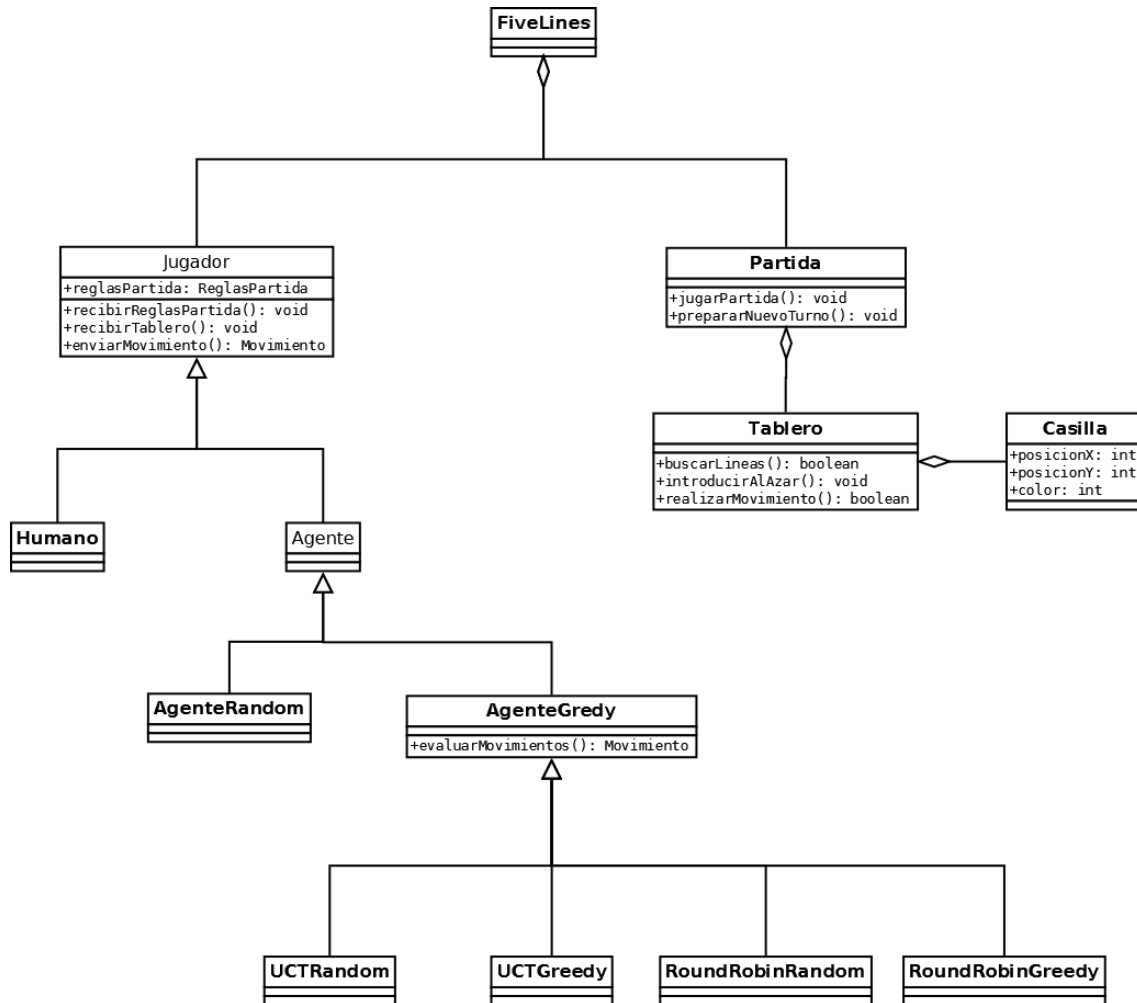 FiveLines
Jugador
+reglasPartida: ReglasPartida
+recibirReglasPartida(): void
+recibirTablero(): void
+enviarMovimiento(): Movimiento
Partida
+jugarPartida(): void
+prepararNuevoTurno(): void
Tablero
+buscarLineas(): boolean
+introducirAlAzar(): void
+realizarMovimiento(): boolean
Casilla
+posicionX: int
+posicionY: int
+color: int
Humano
Agente
AgenteRandom
AgenteGredy
+evaluarMovimientos(): Movimiento
UCTRandom
UCTGreedy
RoundRobinRandom
RoundRobinGreedy